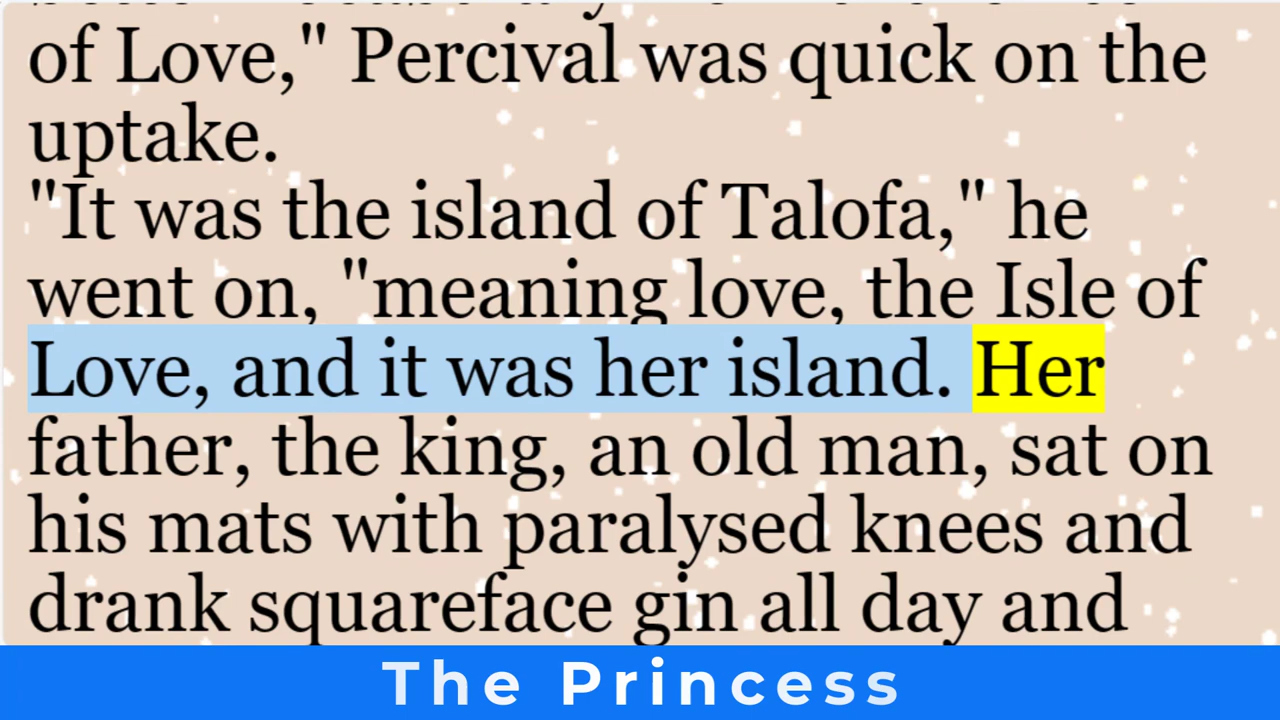 of Love," Percival was quick on the
uptake.
"It was the island of Talofa," he
went on, "meaning love, the Isle of
Love, and it was her island. Her
father, the king, an old man, sat on
his mats with paralysed knees and
drank squareface gin all day and
The Princess